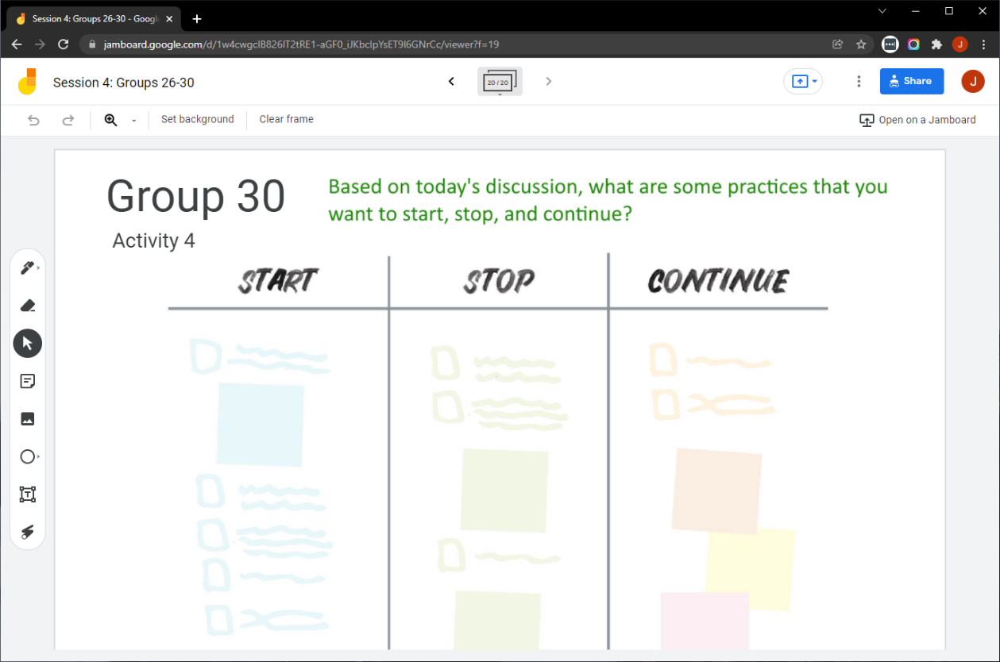 Session 4: Groups 26-30 - Googl
jamboard.google.com/d/1w4cwgclB826lT2tRE1-aGF0_iJKbclpYsET9l6GNrCc/viewer?f=19
J
Session 4: Groups 26-30
20 / 20
Share
J
Set background
Clear frame
Open on a Jamboard
Group 30
Based on today's discussion, what are some practices that you
want to start, stop, and continue?
Activity 4
START
STOP
CONTINUE